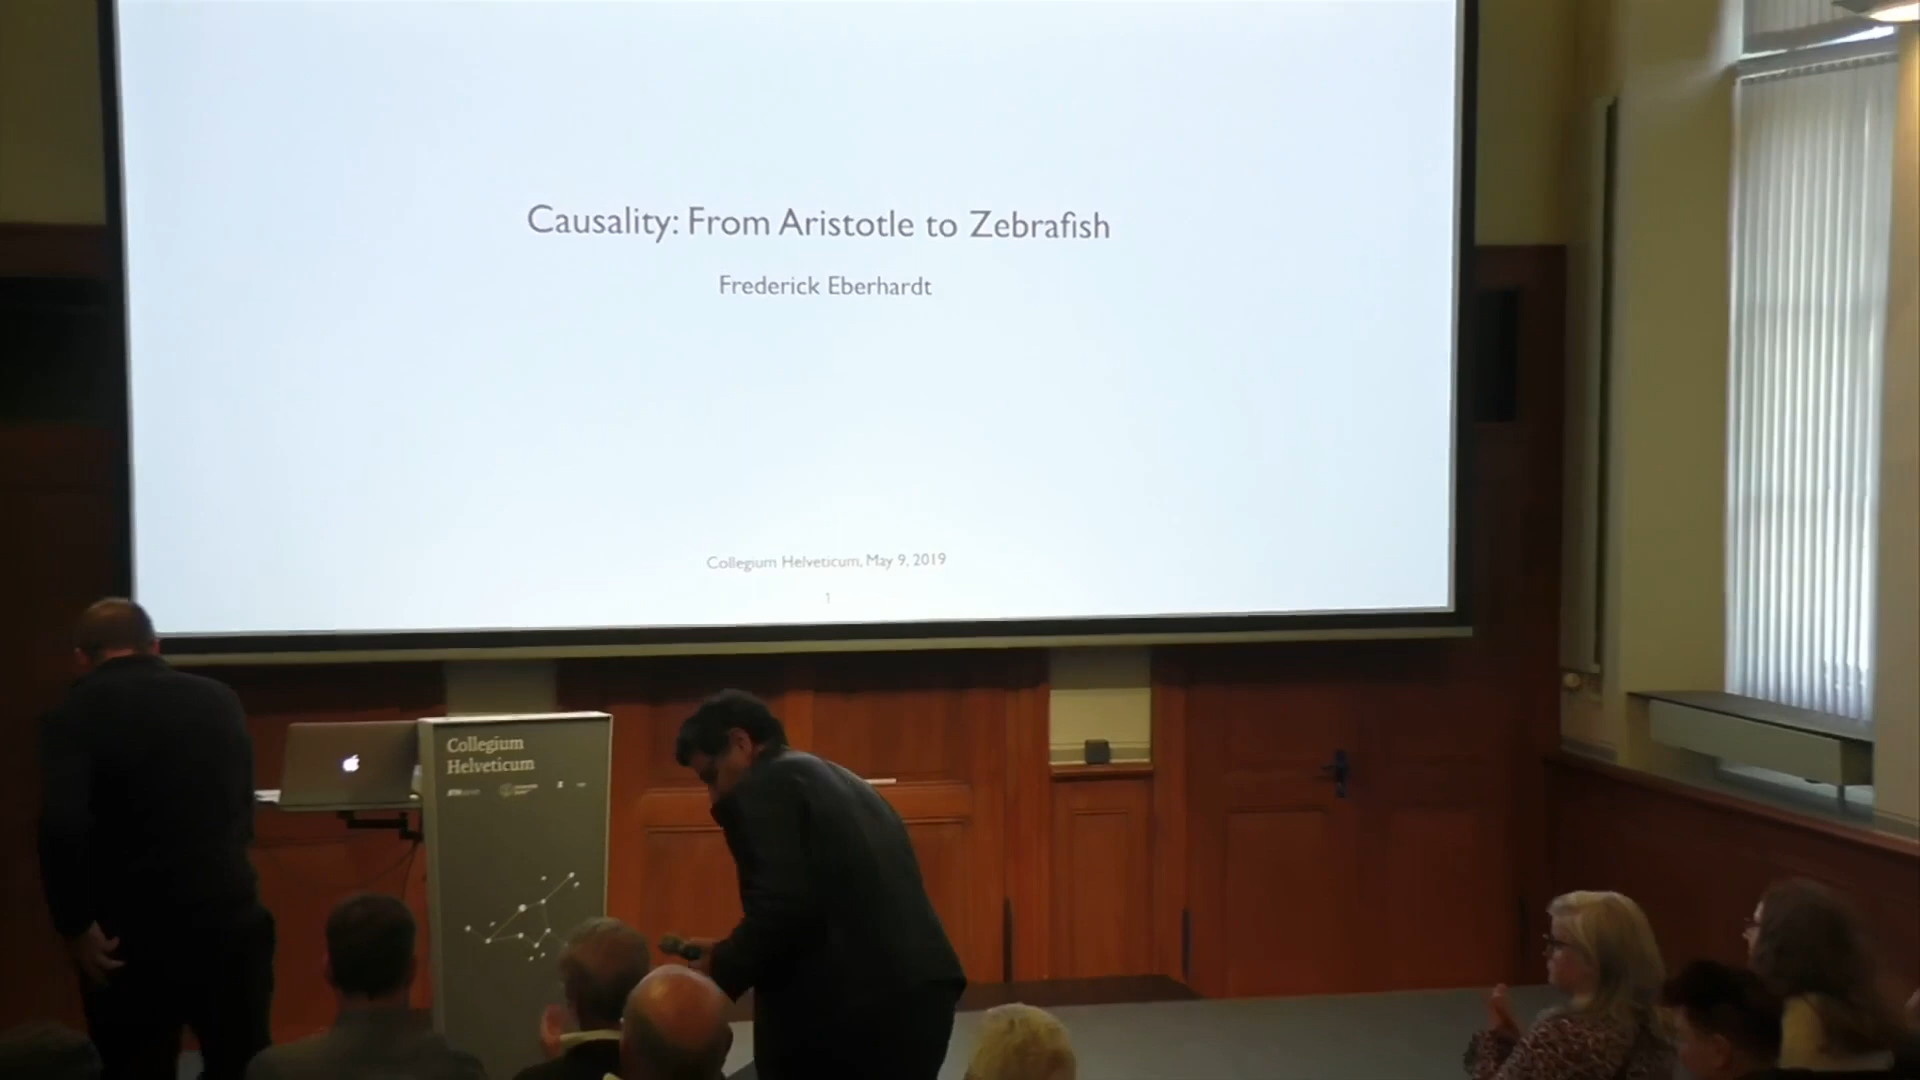 Causality: From Aristotle to Zebrafish
Frederick Eberhardt
Collegium Helveticum, May 9, 2019
1
Collegium
Helveticum